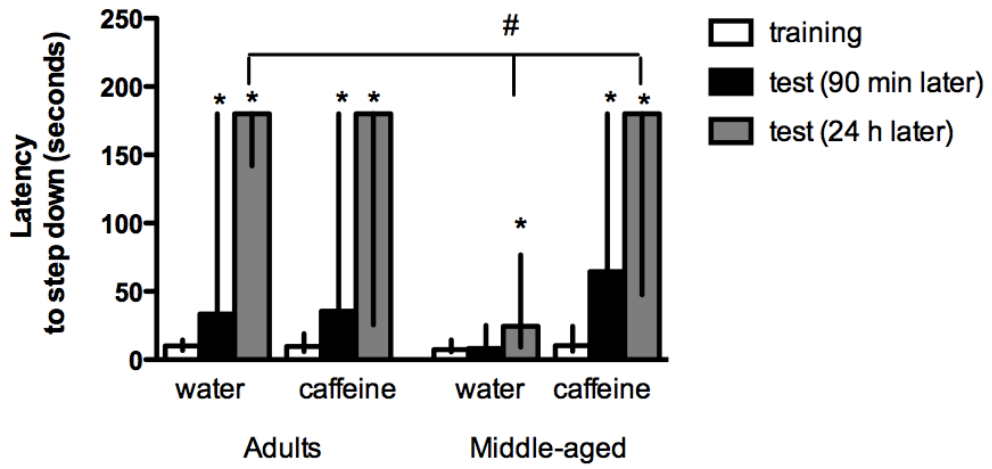 250
200
150
100
50
0
Latency
to step down (seconds)
#
* * * * * * *
training
test (90 min later)
test (24 h later)
water caffeine water caffeine
Adults Middle-aged